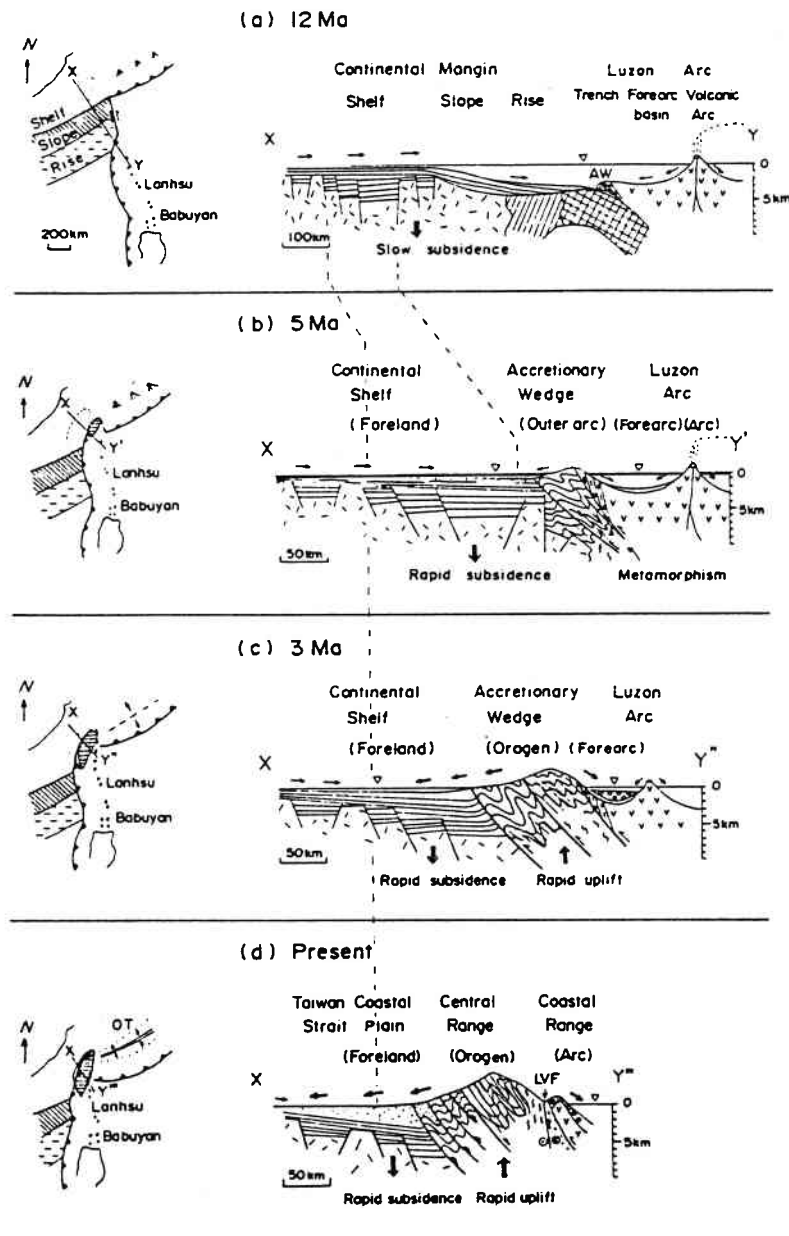 (a) 12 Ma
N
X
Shelf
Slope
Rise
Y
Lanhsu
Babuyan
200km
Continental Mangin
Shelf Slope Rise
Luzon Arc
Trench Forearc Volcanic
basin Arc
X
Y
AW
0
5km
100km
Slow subsidence
(b) 5 Ma
N
X
Y'
Lanhsu
Babuyan
Continental
Shelf
(Foreland)
Accretionary
Wedge
(Outer arc)
Luzon
Arc
(Forearc) (Arc)
X
Y'
0
5km
50km
Rapid subsidence
Metamorphism
(c) 3 Ma
N
X
Y"
Lanhsu
Babuyan
Continental
Shelf
(Foreland)
Accretionary
Wedge
(Orogen)
Luzon
Arc
(Forearc)
X
Y"
0
5km
50km
Rapid subsidence
Rapid uplift
(d) Present
N
OT
X
Y"'
Lanhsu
Babuyan
Taiwan Coastal
Strait Plain
(Foreland)
Central
Range
(Orogen)
Coastal
Range
(Arc)
X
LVF
Y"'
0
5km
50km
Rapid subsidence
Rapid uplift